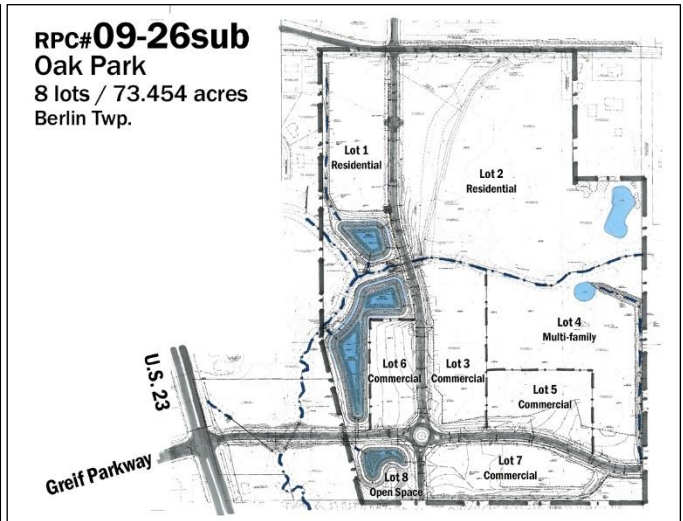 RPC#09-26sub
Oak Park
8 lots / 73.454 acres
Berlin Twp.
Lot 1
Residential
Lot 2
Residential
Lot 4
Multi-family
Lot 6
Commercial
Lot 3
Commercial
Lot 5
Commercial
U.S. 23
Greif Parkway
Lot 7
Commercial
Lot 8
Open Space